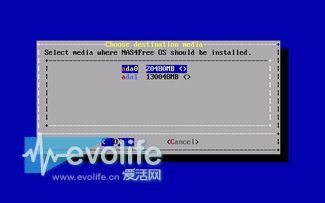 Choose destination media
Select media where NAS4Free OS should be installed.
ada0 20480MB <>
ada1 130048MB <>
<Cancel>
evolife
www.evolife.cn 爱活网